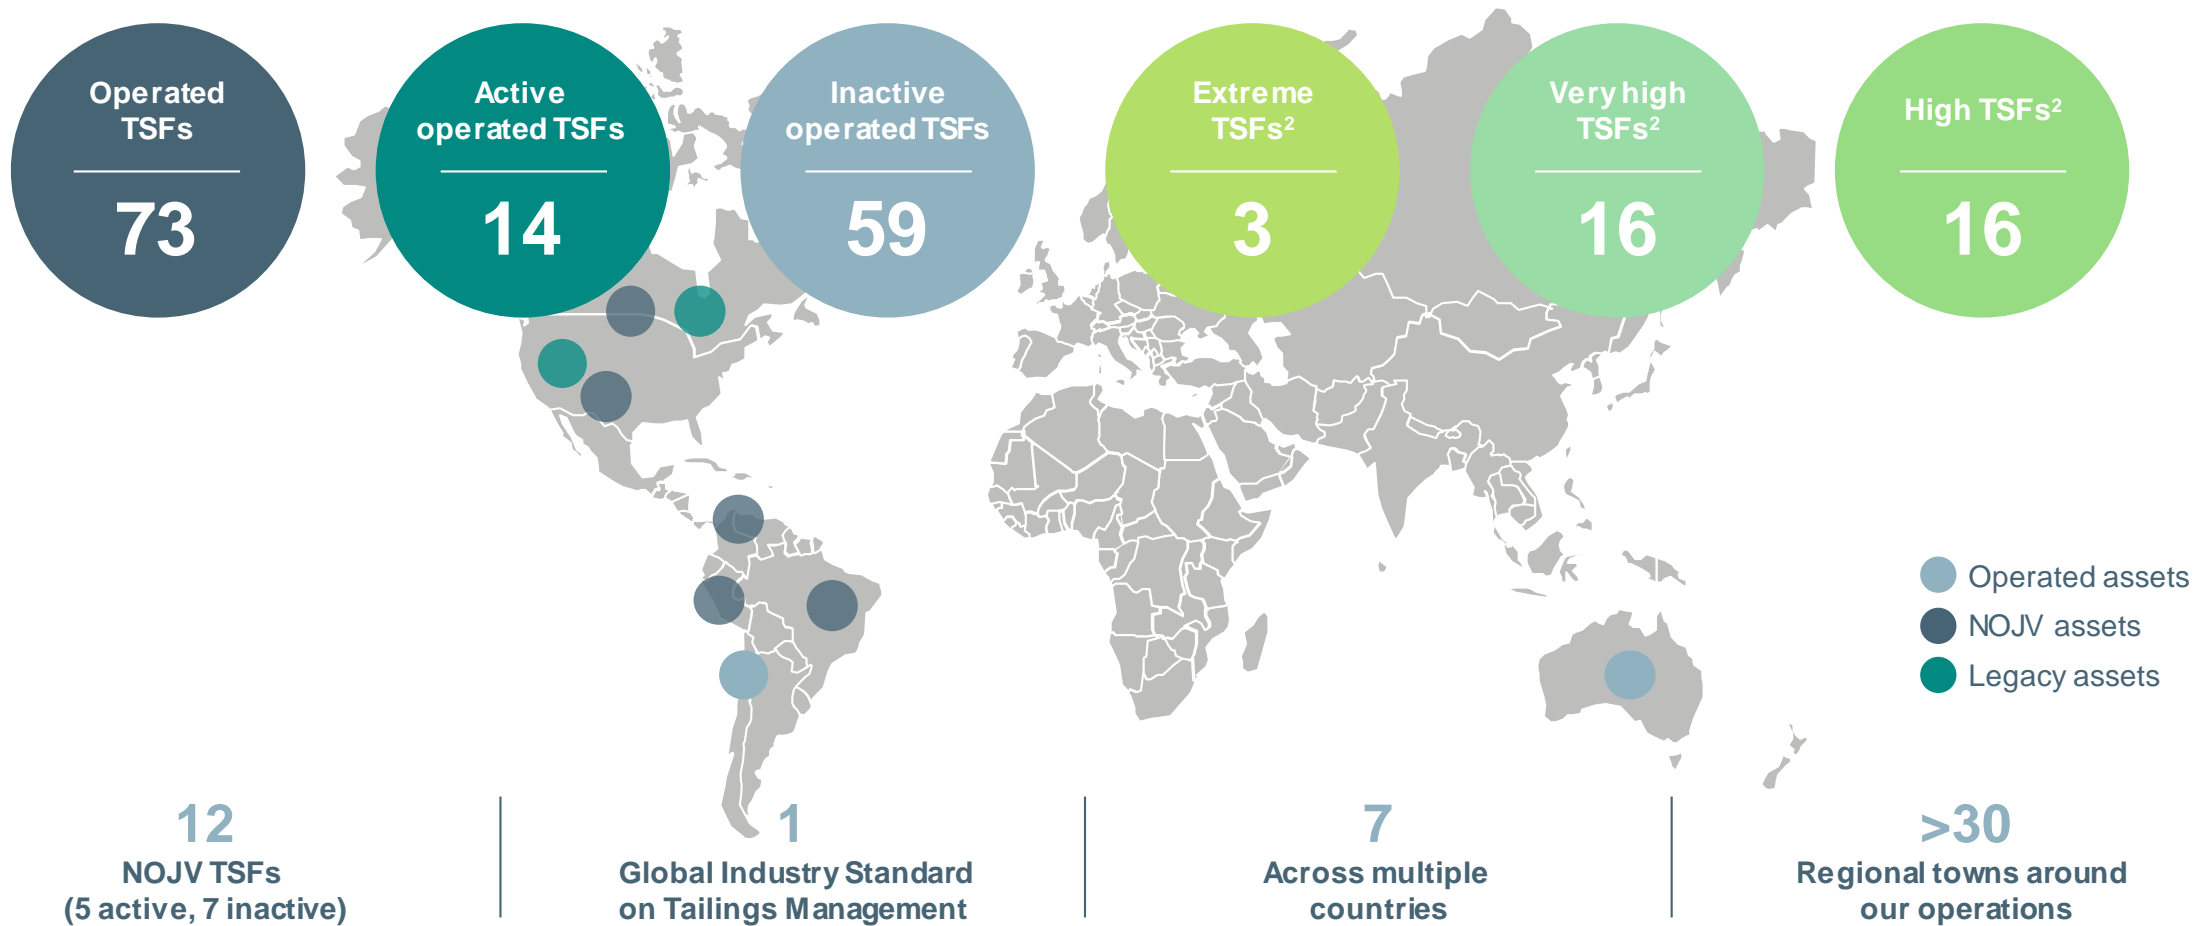 Operated
TSFs
73
Active
operated TSFs
14
Inactive
operated TSFs
59
Extreme
TSFs²
3
Very high
TSFs²
16
High TSFs²
16
Operated assets
NOJV assets
Legacy assets
12
NOJV TSFs
(5 active, 7 inactive)
1
Global Industry Standard
on Tailings Management
7
Across multiple
countries
>30
Regional towns around
our operations